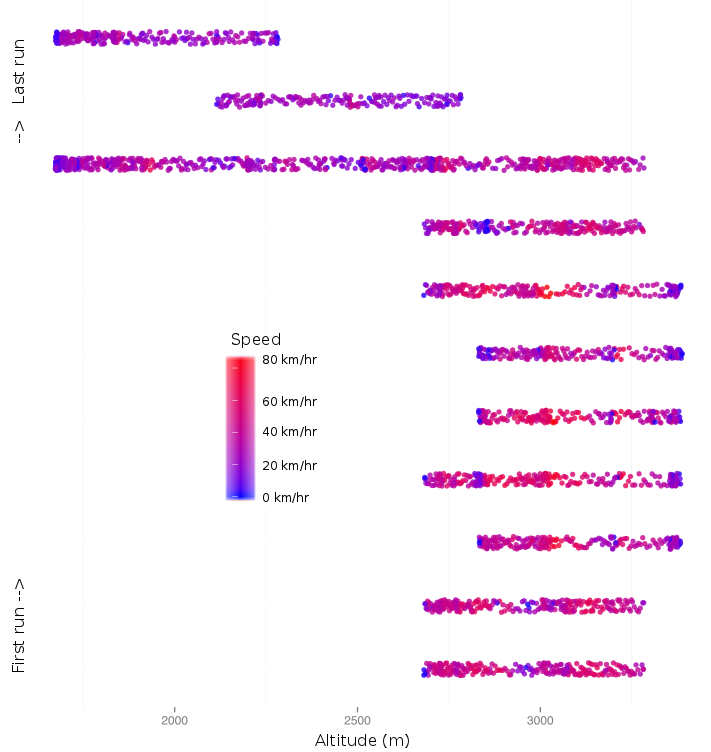 --> Last run
Speed
80 km/hr
60 km/hr
40 km/hr
20 km/hr
0 km/hr
First run -->
2000 2500 3000
Altitude (m)